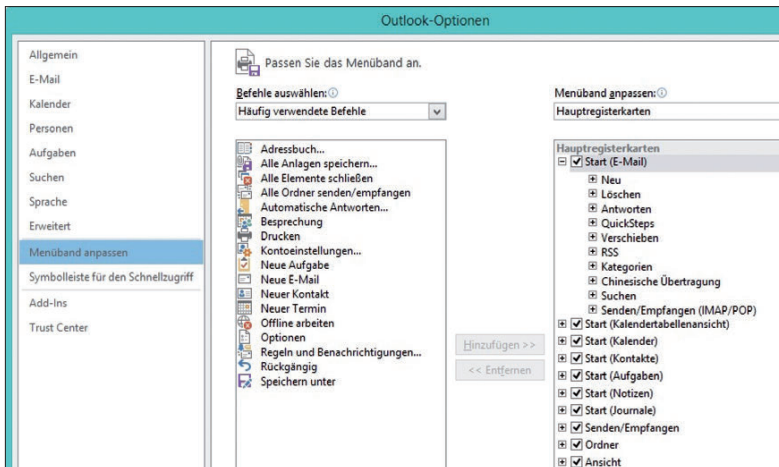 Outlook-Optionen
Allgemein
E-Mail
Kalender
Personen
Aufgaben
Suchen
Sprache
Erweitert
Menüband anpassen
Symbolleiste für den Schnellzugriff
Add-Ins
Trust Center
Passen Sie das Menüband an.
Befehle auswählen:
Häufig verwendete Befehle
Adressbuch...
Alle Anlagen speichern...
Alle Elemente schließen
Alle Ordner senden/empfangen
Automatische Antworten...
Besprechung
Drucken
Kontoeinstellungen...
Neue Aufgabe
Neue E-Mail
Neuer Kontakt
Neuer Termin
Offline arbeiten
Optionen
Regeln und Benachrichtigungen...
Rückgängig
Speichern unter
Hinzufügen >>
<< Entfernen
Menüband anpassen:
Hauptregisterkarten
Hauptregisterkarten
Start (E-Mail)
Neu
Löschen
Antworten
QuickSteps
Verschieben
RSS
Kategorien
Chinesische Übertragung
Suchen
Senden/Empfangen (IMAP/POP)
Start (Kalendertabellenansicht)
Start (Kalender)
Start (Kontakte)
Start (Aufgaben)
Start (Notizen)
Start (Journale)
Senden/Empfangen
Ordner
Ansicht